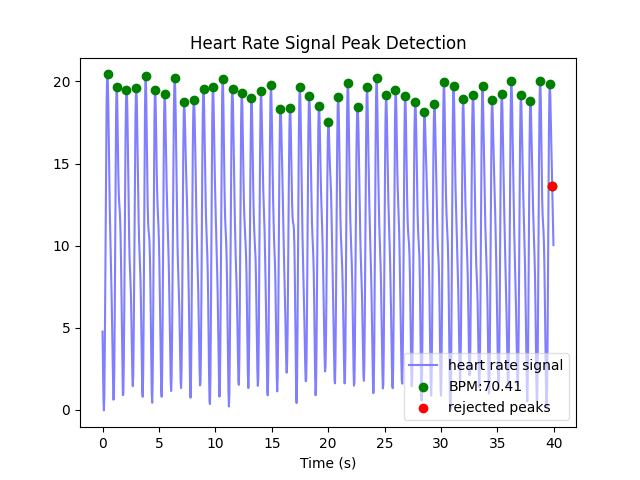 Heart Rate Signal Peak Detection
20
15
10
5
0
heart rate signal
BPM:70.41
rejected peaks
0 5 10 15 20 25 30 35 40
Time (s)